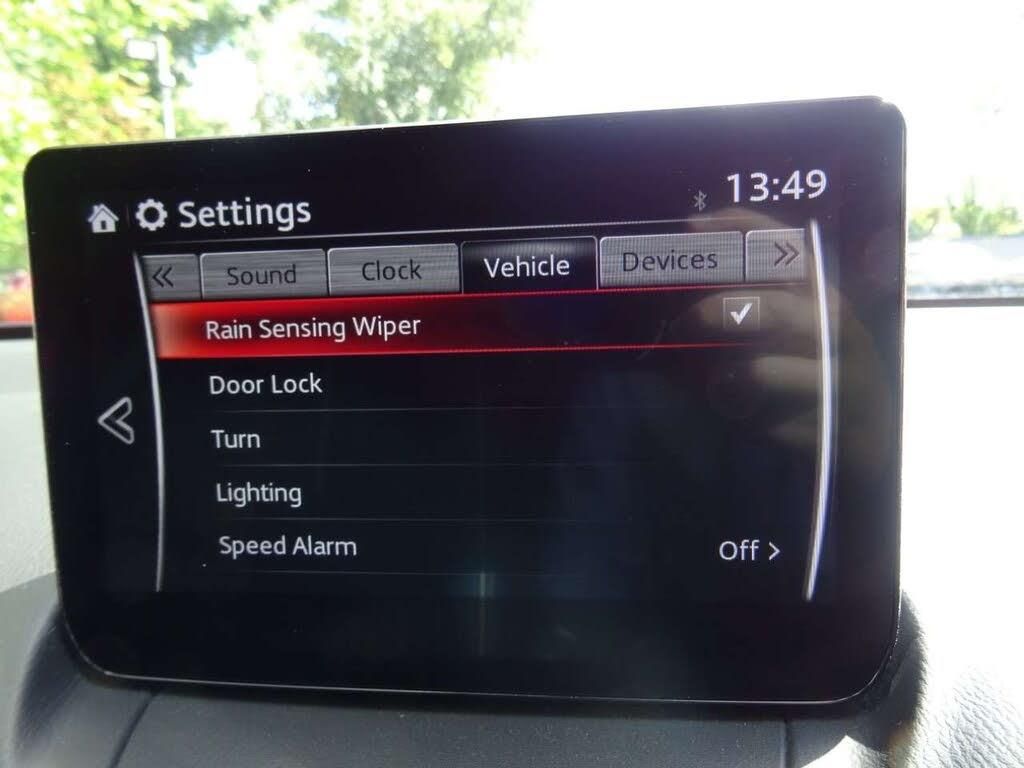 Settings 13:49
Sound Clock Vehicle Devices
Rain Sensing Wiper
Door Lock
Turn
Lighting
Speed Alarm Off >